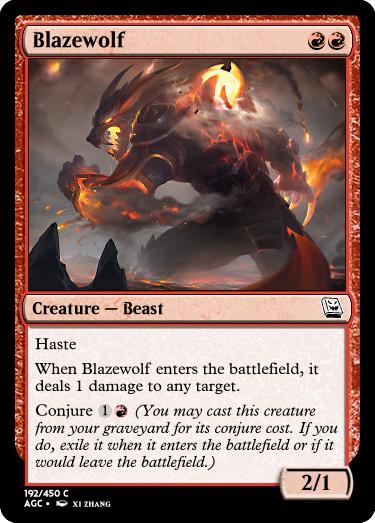 Blazewolf
Creature — Beast
Haste
When Blazewolf enters the battlefield, it
deals 1 damage to any target.
Conjure 1 (You may cast this creature
from your graveyard for its conjure cost. If you
do, exile it when it enters the battlefield or if it
would leave the battlefield.)
2/1
192/450 C
AGC • XI ZHANG